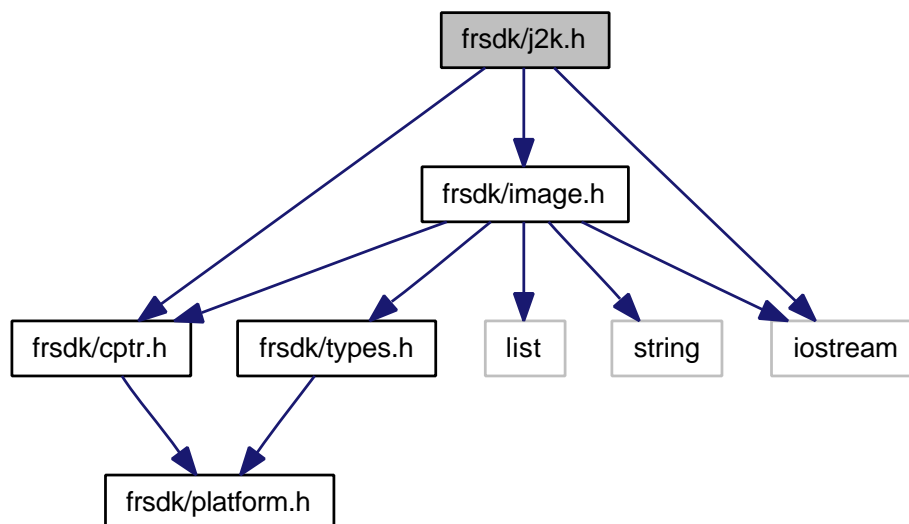 frsdk/j2k.h
frsdk/image.h
frsdk/cptr.h
frsdk/types.h
list
string
iostream
frsdk/platform.h